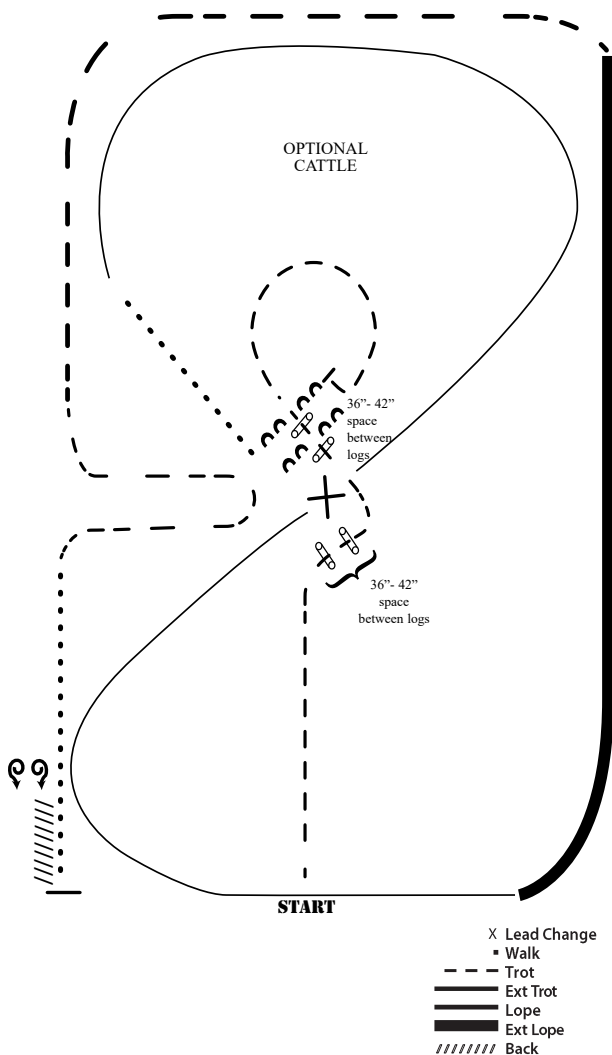 OPTIONAL
CATTLE
36”- 42”
space
between
logs
36”- 42”
space
between logs
START
X Lead Change
Walk
Trot
Ext Trot
Lope
Ext Lope
Back